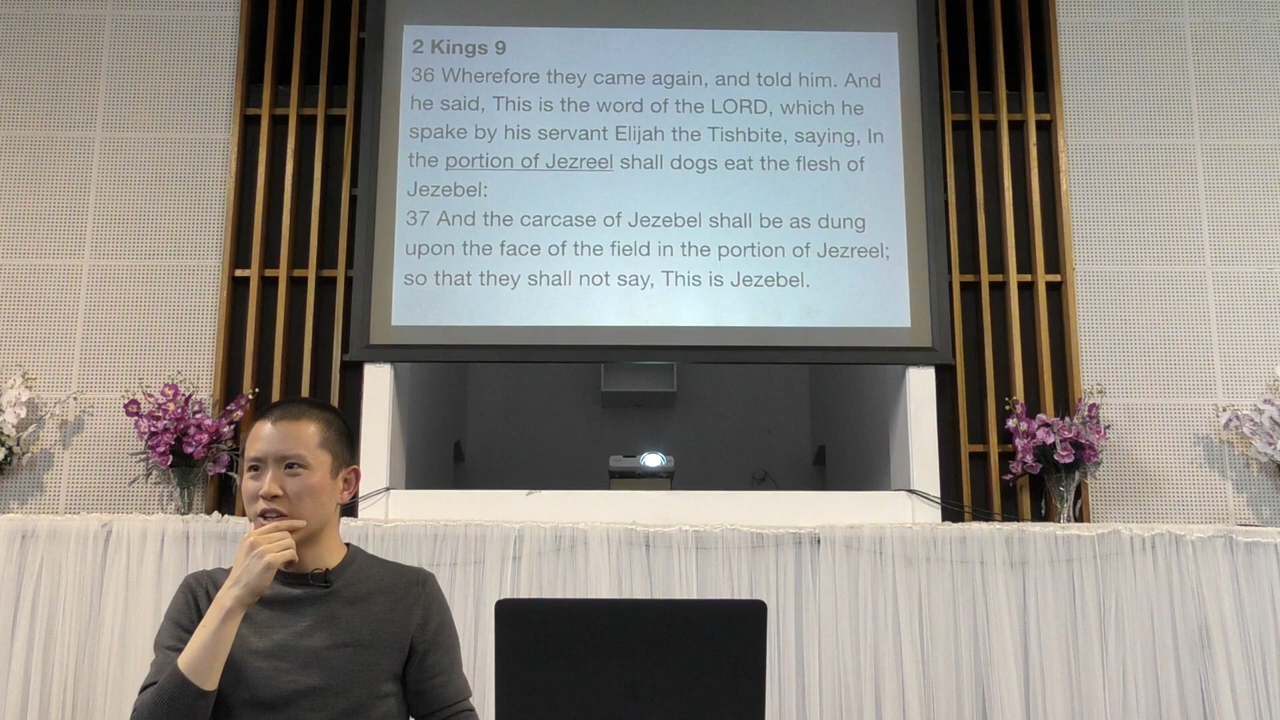 2 Kings 9
36 Wherefore they came again, and told him. And
he said, This is the word of the LORD, which he
spake by his servant Elijah the Tishbite, saying, In
the portion of Jezreel shall dogs eat the flesh of
Jezebel:
37 And the carcase of Jezebel shall be as dung
upon the face of the field in the portion of Jezreel;
so that they shall not say, This is Jezebel.